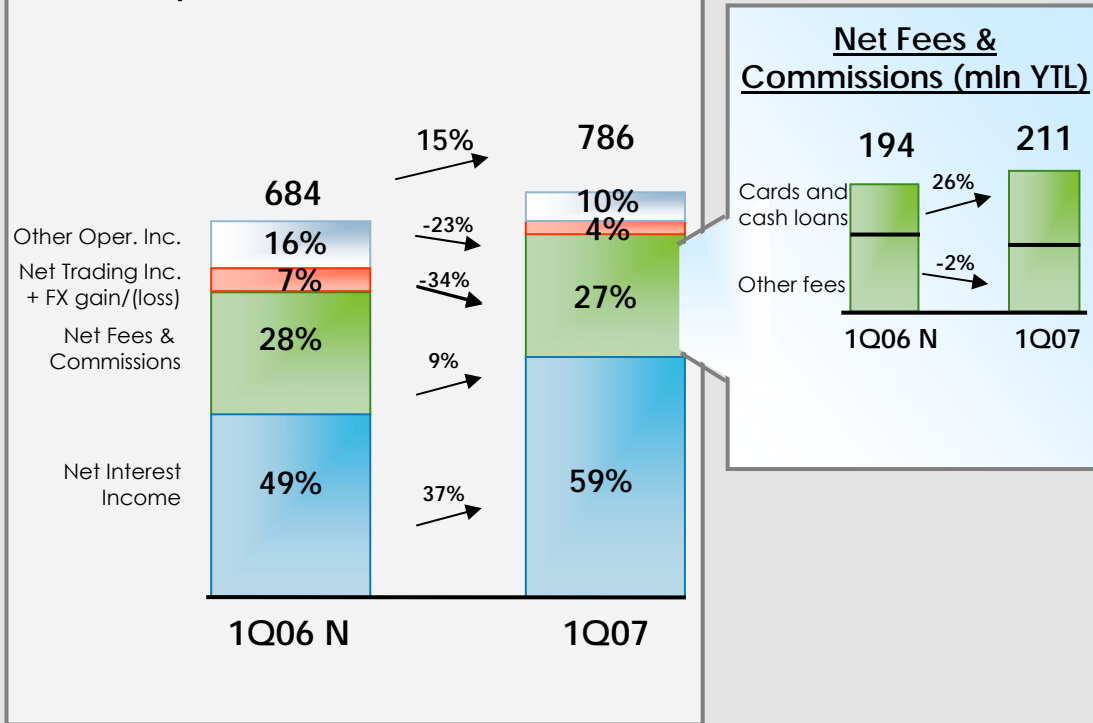 684
15%
786
Other Oper. Inc.
16%
-23%
10%
Net Trading Inc.
+ FX gain/(loss)
7%
-34%
4%
Net Fees &
Commissions
28%
9%
27%
Net Interest
Income
49%
37%
59%
1Q06 N
1Q07
Net Fees &
Commissions (mln YTL)
194
211
Cards and
cash loans
26%
Other fees
-2%
1Q06 N
1Q07